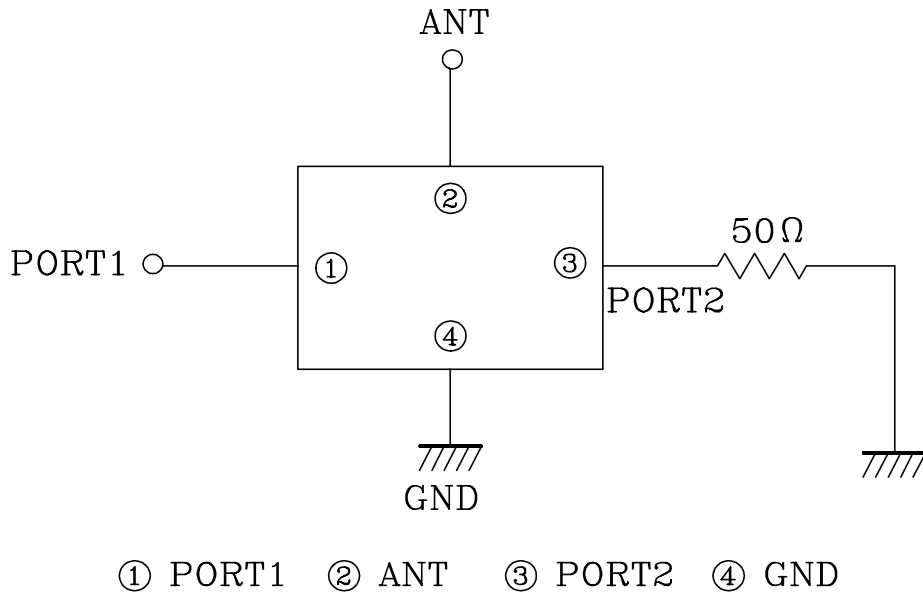 ANT
②
50Ω
PORT1 ① ③
PORT2
④
GND
① PORT1 ② ANT ③ PORT2 ④ GND